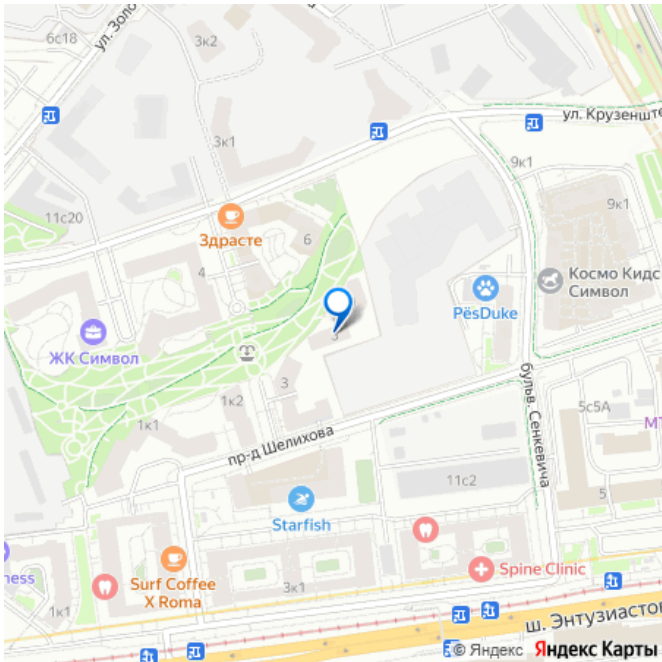 6с18
ул. Золо
3к2
ул. Крузенште
3к1
9к1
11с20
9к1
Здрасте
6
4
Космо Кидс
Символ
PёsDuke
ЖК Символ
3
3
1к2
1к1
пр-д Шелихова
бульв. Сенкевича
5с5А
МТ
11с2
5
Starfish
Spine Clinic
ness
Surf Coffee
X Roma
3к1
1к1
ш. Энтузиастов
© Яндекс Яндекс Карты